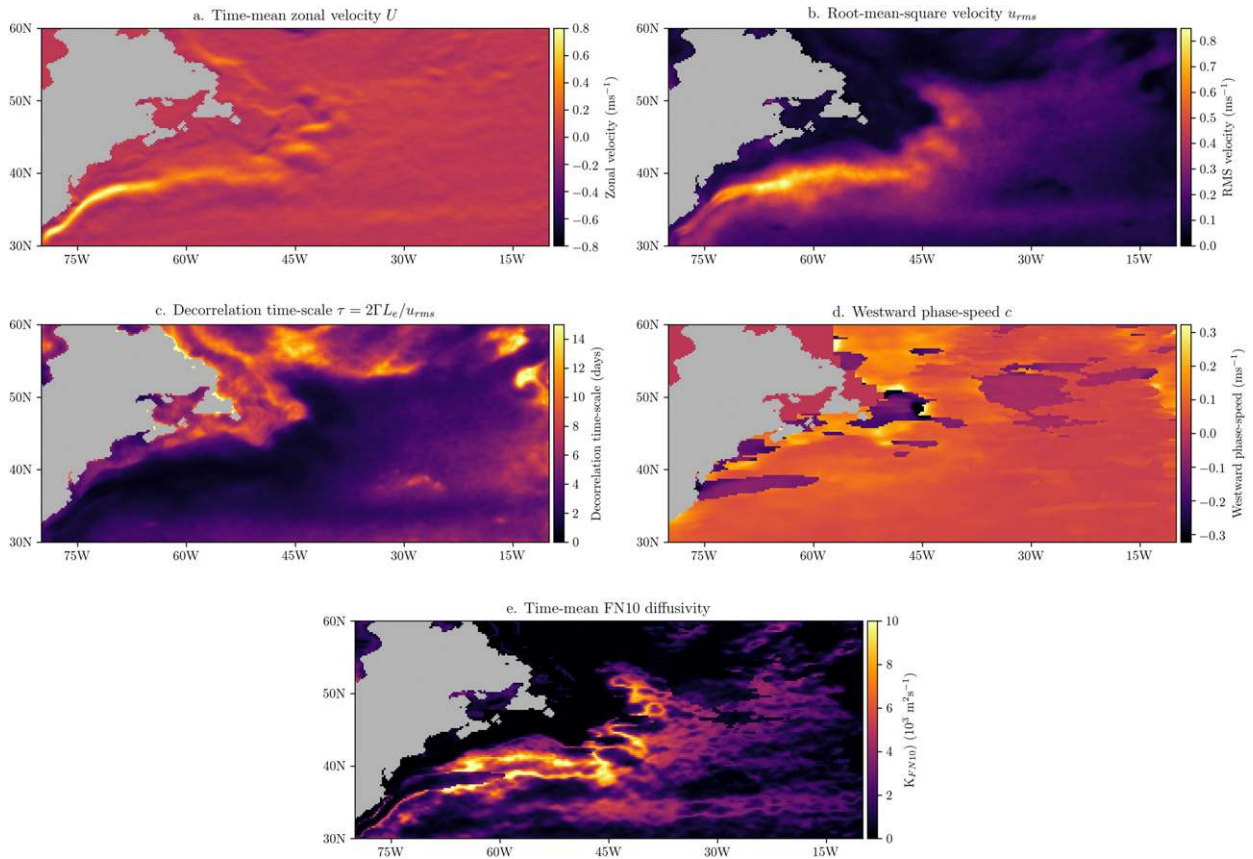 a. Time-mean zonal velocity U
60N
50N
40N
30N
75W 60W 45W 30W 15W
0.8
0.6
0.4
0.2
0.0
−0.2
−0.4
−0.6
−0.8
Zonal velocity (ms⁻¹)
b. Root-mean-square velocity uᵣₘₛ
60N
50N
40N
30N
75W 60W 45W 30W 15W
0.8
0.7
0.6
0.5
0.4
0.3
0.2
0.1
0.0
RMS velocity (ms⁻¹)
c. Decorrelation time-scale τ = 2ΓLₑ/uᵣₘₛ
60N
50N
40N
30N
75W 60W 45W 30W 15W
14
12
10
8
6
4
2
0
Decorrelation time-scale (days)
d. Westward phase-speed c
60N
50N
40N
30N
75W 60W 45W 30W 15W
0.3
0.2
0.1
0.0
−0.1
−0.2
−0.3
Westward phase-speed (ms⁻¹)
e. Time-mean FN10 diffusivity
60N
50N
40N
30N
75W 60W 45W 30W 15W
10
8
6
4
2
0
K_{FN10}) (10³ m²s⁻¹)